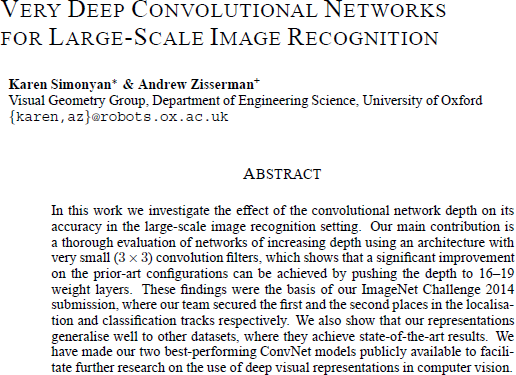 VERY DEEP CONVOLUTIONAL NETWORKS
FOR LARGE-SCALE IMAGE RECOGNITION
Karen Simonyan* & Andrew Zisserman+
Visual Geometry Group, Department of Engineering Science, University of Oxford
{karen,az}@robots.ox.ac.uk
ABSTRACT
In this work we investigate the effect of the convolutional network depth on its
accuracy in the large-scale image recognition setting. Our main contribution is
a thorough evaluation of networks of increasing depth using an architecture with
very small (3 × 3) convolution filters, which shows that a significant improvement
on the prior-art configurations can be achieved by pushing the depth to 16–19
weight layers. These findings were the basis of our ImageNet Challenge 2014
submission, where our team secured the first and the second places in the localisa-
tion and classification tracks respectively. We also show that our representations
generalise well to other datasets, where they achieve state-of-the-art results. We
have made our two best-performing ConvNet models publicly available to facili-
tate further research on the use of deep visual representations in computer vision.